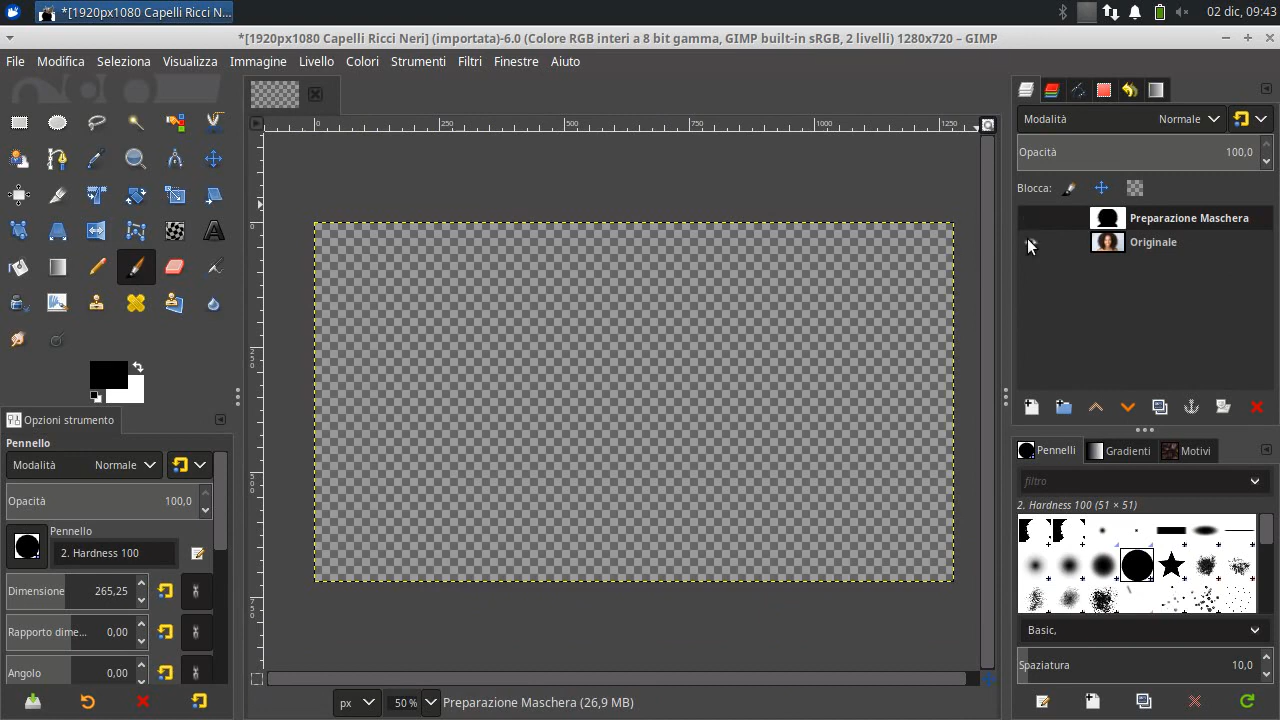 *[1920px1080 Capelli Ricci N...
02 dic, 09:43
*[1920px1080 Capelli Ricci Neri] (importata)-6.0 (Colore RGB interi a 8 bit gamma, GIMP built-in sRGB, 2 livelli) 1280x720 – GIMP
File Modifica Seleziona Visualizza Immagine Livello Colori Strumenti Filtri Finestre Aiuto
Modalità Normale
Opacità 100,0
Blocca:
Preparazione Maschera
Originale
0 250 500 750 1000 1250
0
250
500
750
Opzioni strumento
Pennello
Modalità Normale
Opacità 100,0
Pennello
2. Hardness 100
Dimensione 265,25
Rapporto dime... 0,00
Angolo 0,00
Pennelli Gradienti Motivi
filtro
2. Hardness 100 (51 × 51)
Basic,
Spaziatura 10,0
px 50 % Preparazione Maschera (26,9 MB)